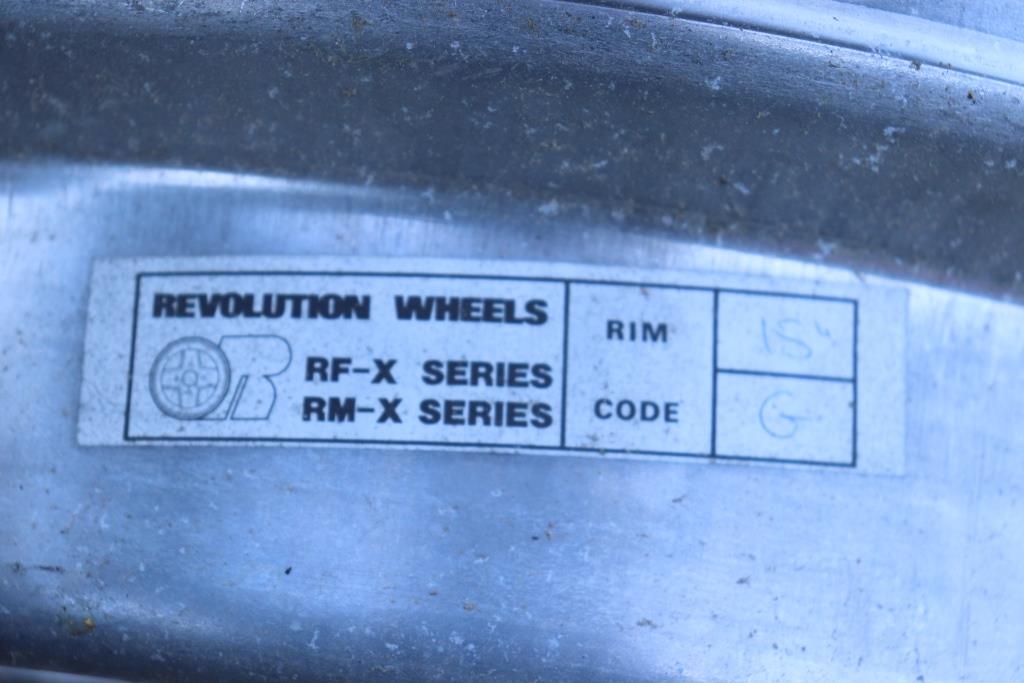 REVOLUTION WHEELS
RF-X SERIES
RM-X SERIES
RIM 15"
CODE G